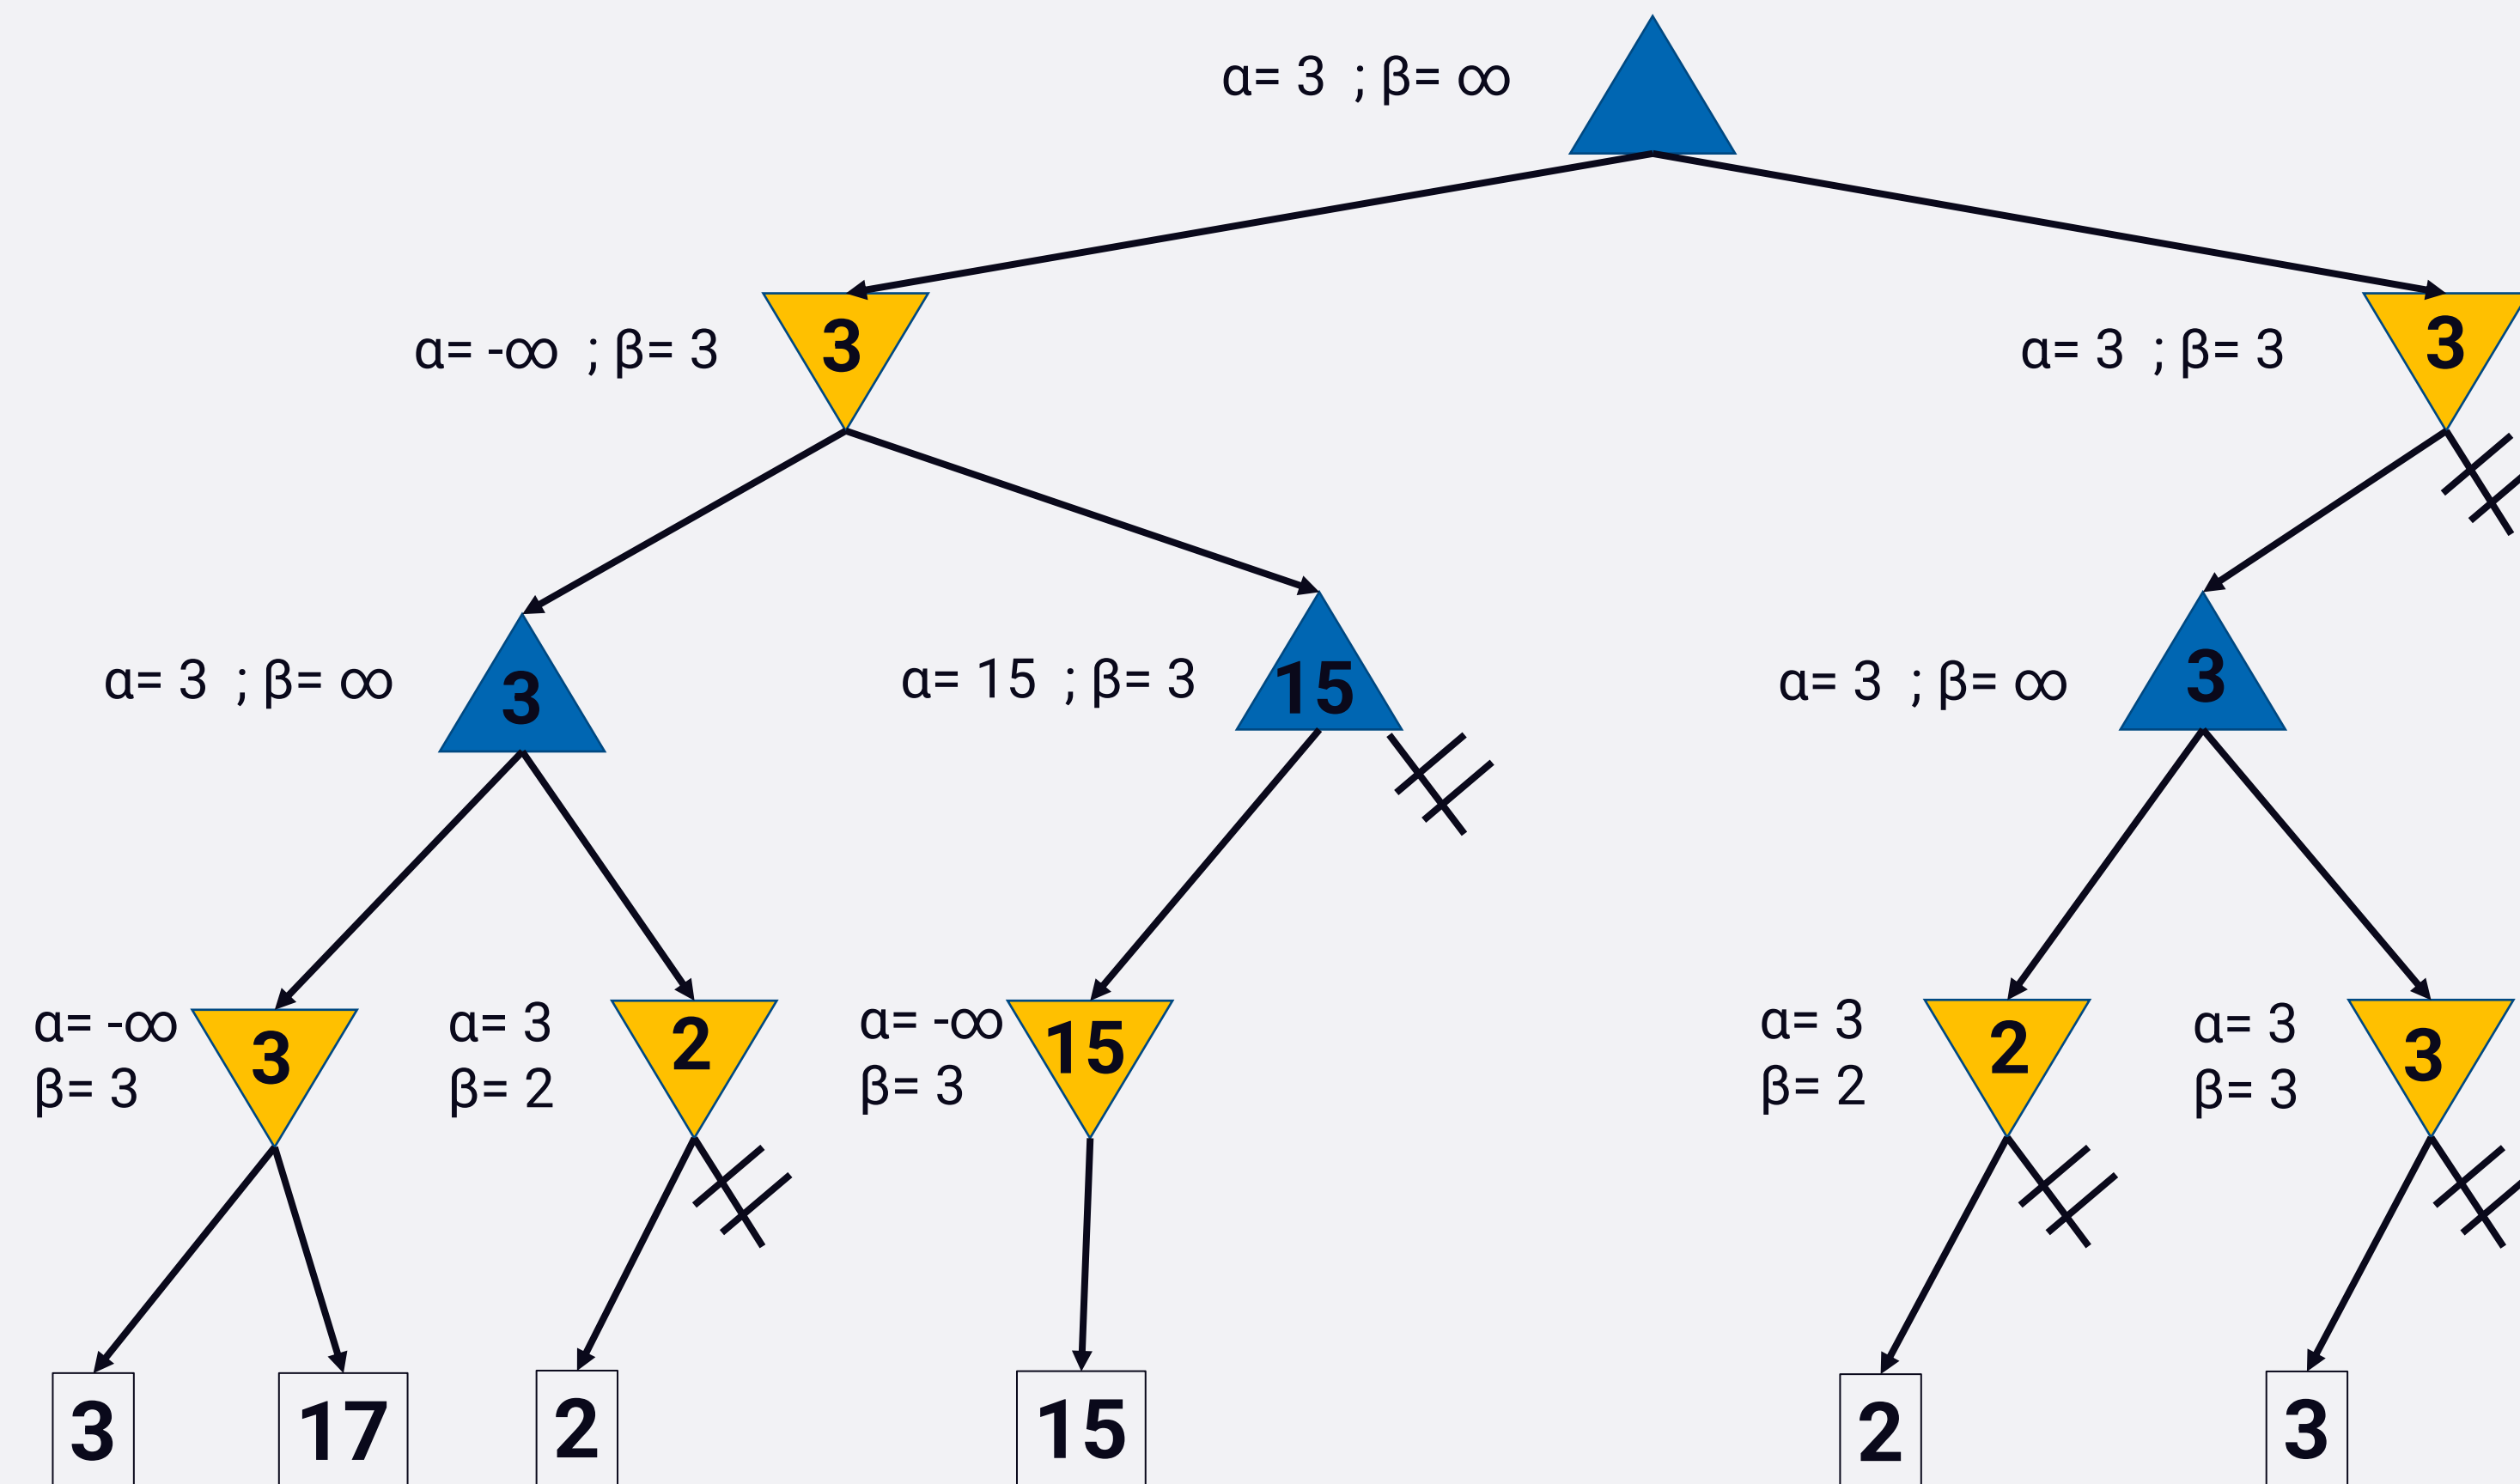 α= 3 ; β= ∞
α= -∞ ; β= 3
3
α= 3 ; β= 3
3
α= 3 ; β= ∞
3
α= 15 ; β= 3
15
α= 3 ; β= ∞
3
α= -∞
β= 3
3
α= 3
β= 2
2
α= -∞
β= 3
15
α= 3
β= 2
2
α= 3
β= 3
3
3
17
2
15
2
3